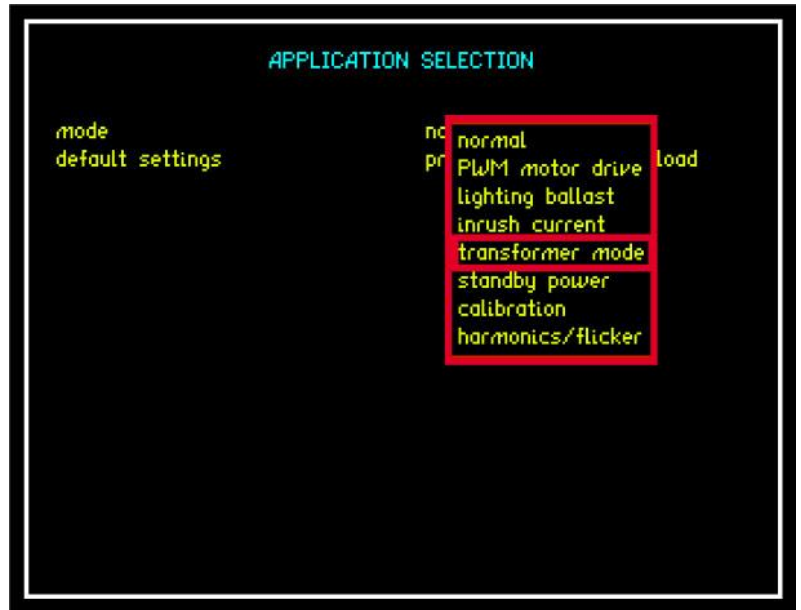 APPLICATION SELECTION
mode
default settings
load
normal
PWM motor drive
lighting ballast
inrush current
transformer mode
standby power
calibration
harmonics/flicker